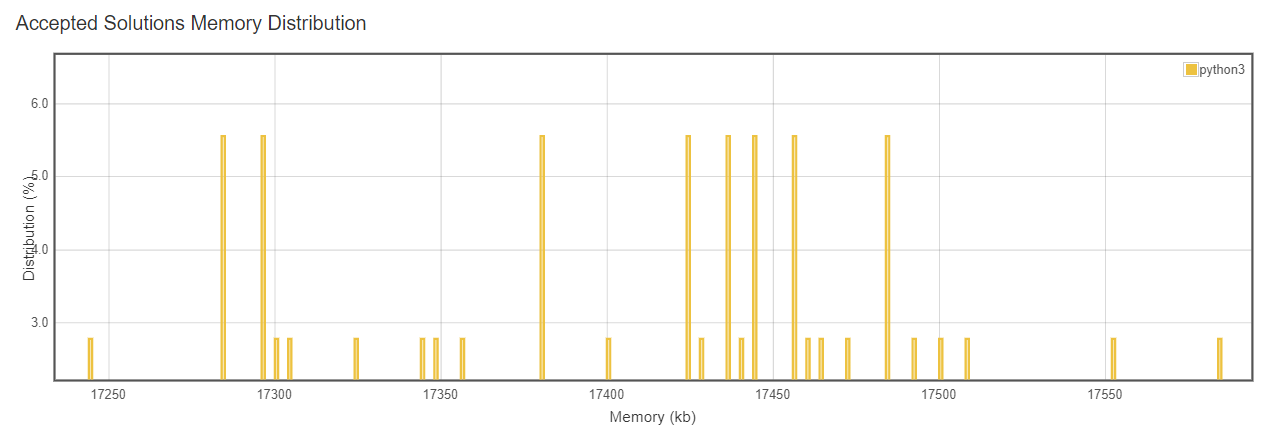 Accepted Solutions Memory Distribution
python3
6.0
5.0
4.0
3.0
Distribution (%)
17250 17300 17350 17400 17450 17500 17550
Memory (kb)